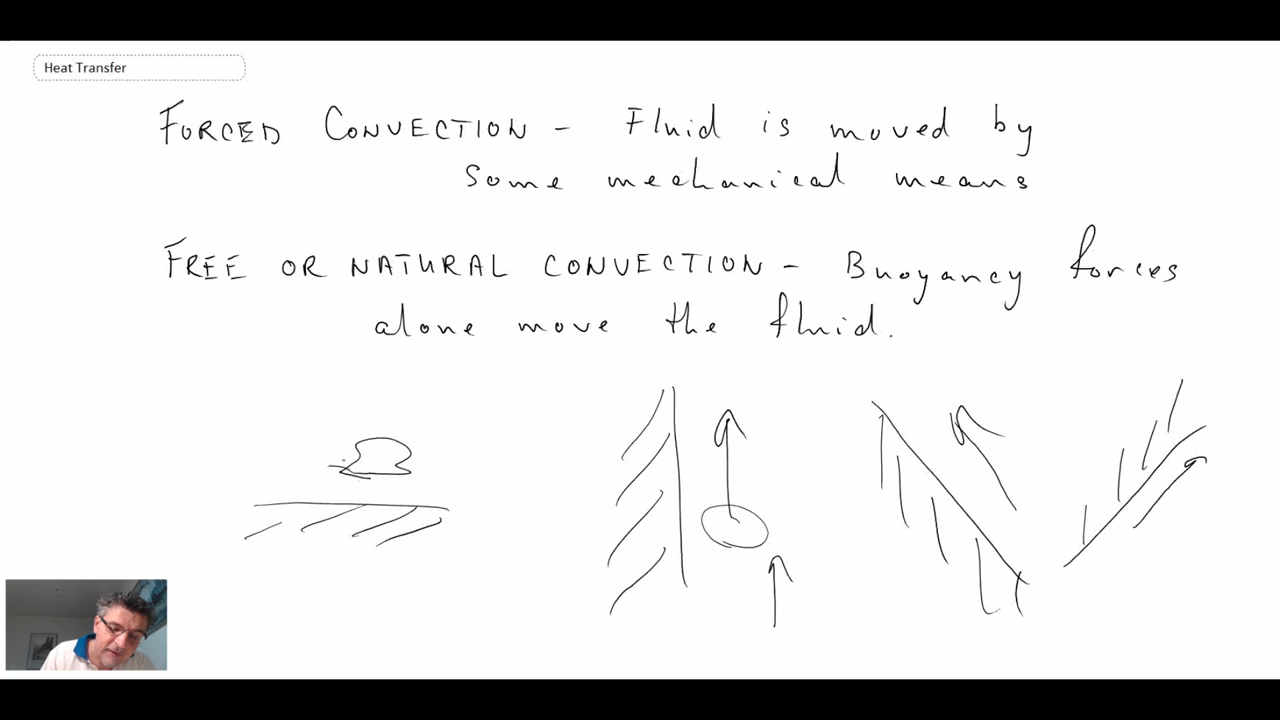 Heat Transfer
FORCED CONVECTION - Fluid is moved by
some mechanical means
FREE OR NATURAL CONVECTION - Buoyancy forces
alone move the fluid.